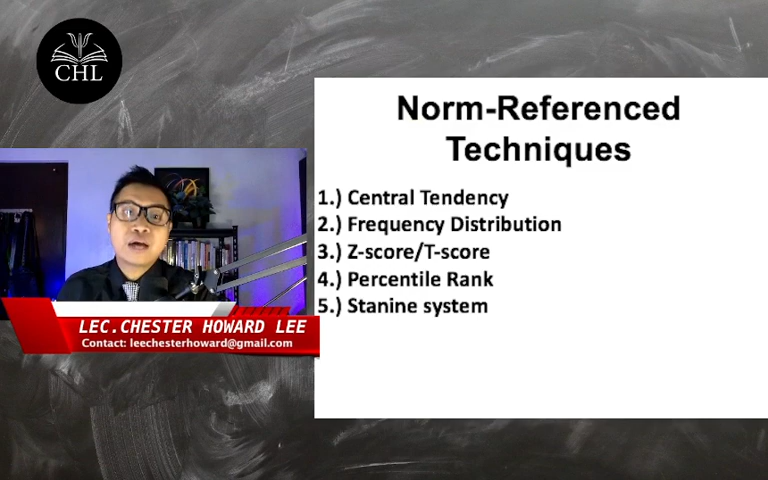 CHL
Norm-Referenced
Techniques
1.) Central Tendency
2.) Frequency Distribution
3.) Z-score/T-score
4.) Percentile Rank
5.) Stanine system
LEC.CHESTER HOWARD LEE
Contact: leechesterhoward@gmail.com